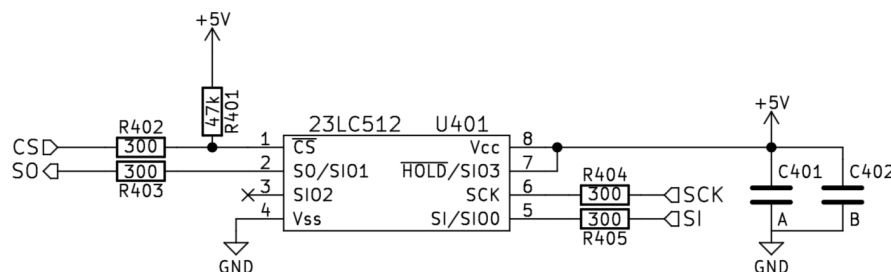 +5V
47k
R401
R402
CS
300
SO
300
R403
23LC512
U401
1
CS
2
SO/SIO1
3
SIO2
4
Vss
GND
8
Vcc
7
HOLD/SIO3
6
SCK
5
SI/SIO0
R404
300
SCK
300
SI
R405
+5V
C401
A
C402
B
GND